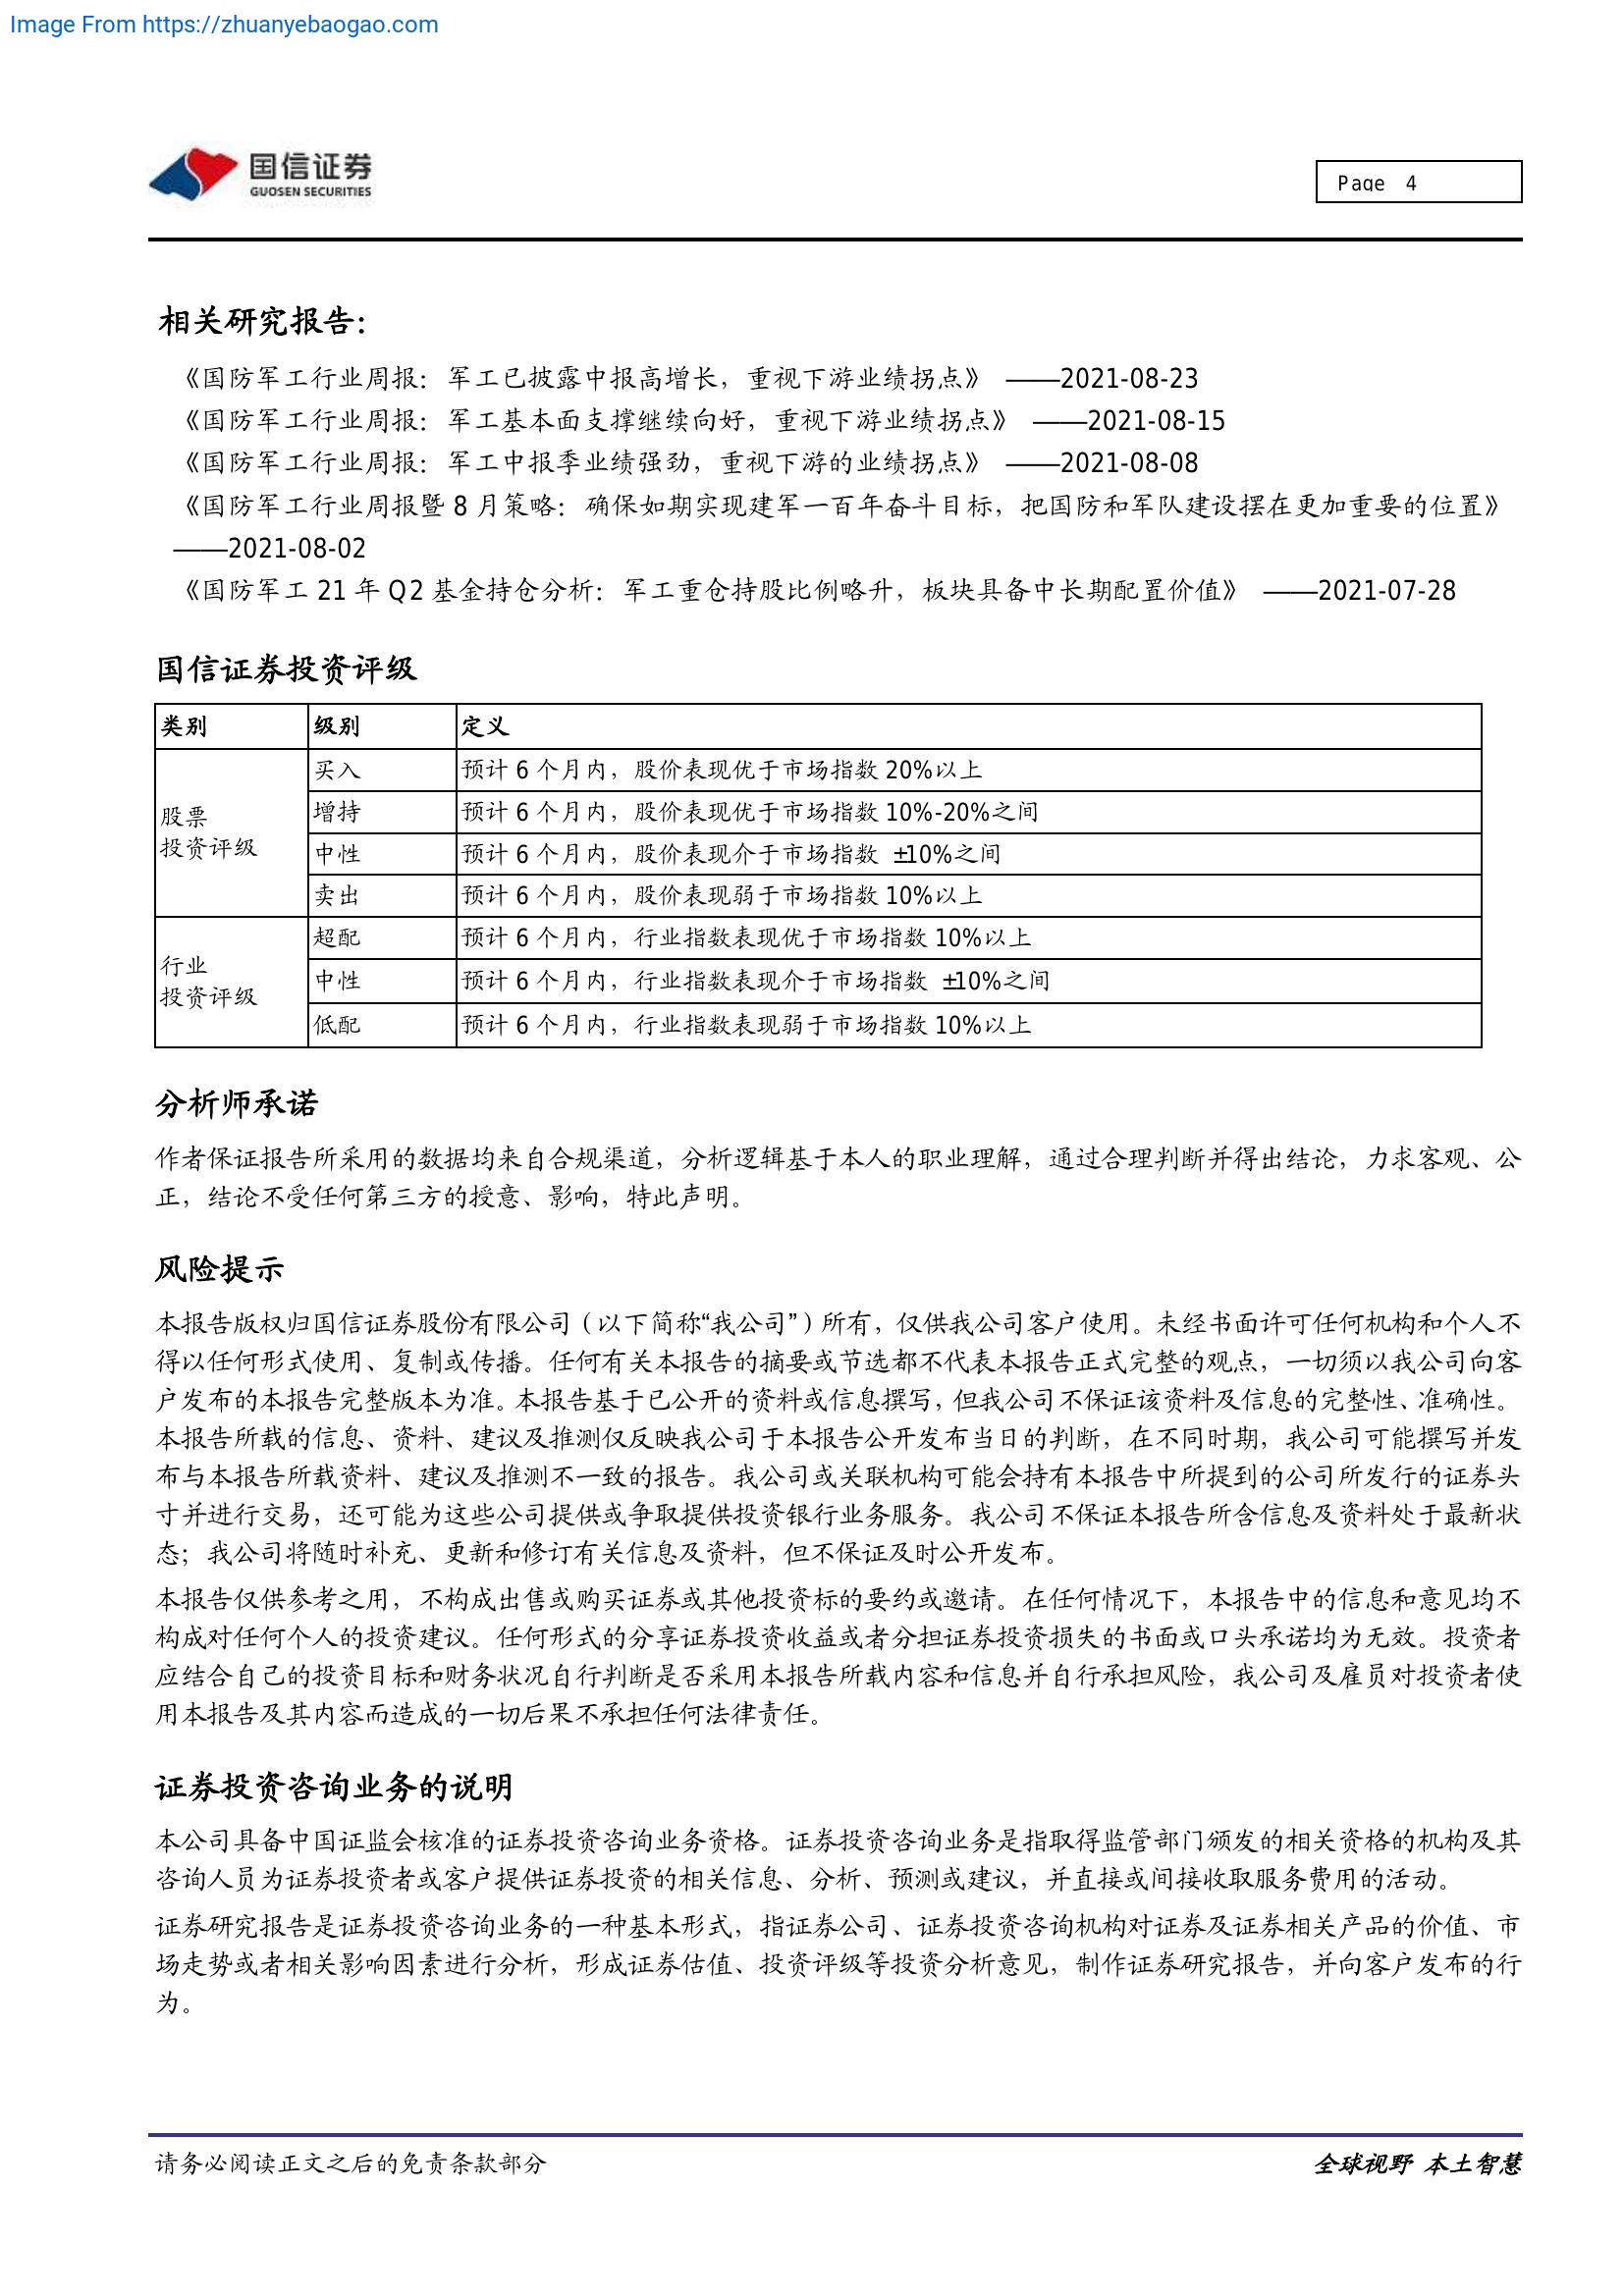 Image From https://zhuanyebaogao.com
国信证券
GUOSEN SECURITIES
Page 4
相关研究报告：
《国防军工行业周报：军工已披露中报高增长，重视下游业绩拐点》 ——2021-08-23
《国防军工行业周报：军工基本面支撑继续向好，重视下游业绩拐点》 ——2021-08-15
《国防军工行业周报：军工中报季业绩强劲，重视下游的业绩拐点》 ——2021-08-08
《国防军工行业周报暨 8 月策略：确保如期实现建军一百年奋斗目标，把国防和军队建设摆在更加重要的位置》
——2021-08-02
《国防军工 21 年 Q2 基金持仓分析：军工重仓持股比例略升，板块具备中长期配置价值》 ——2021-07-28
国信证券投资评级
类别 级别 定义
股票
投资评级
买入 预计 6 个月内，股价表现优于市场指数 20%以上
增持 预计 6 个月内，股价表现优于市场指数 10%-20%之间
中性 预计 6 个月内，股价表现介于市场指数 ±10%之间
卖出 预计 6 个月内，股价表现弱于市场指数 10%以上
行业
投资评级
超配 预计 6 个月内，行业指数表现优于市场指数 10%以上
中性 预计 6 个月内，行业指数表现介于市场指数 ±10%之间
低配 预计 6 个月内，行业指数表现弱于市场指数 10%以上
分析师承诺
作者保证报告所采用的数据均来自合规渠道，分析逻辑基于本人的职业理解，通过合理判断并得出结论，力求客观、公
正，结论不受任何第三方的授意、影响，特此声明。
风险提示
本报告版权归国信证券股份有限公司（以下简称“我公司”）所有，仅供我公司客户使用。未经书面许可任何机构和个人不
得以任何形式使用、复制或传播。任何有关本报告的摘要或节选都不代表本报告正式完整的观点，一切须以我公司向客
户发布的本报告完整版本为准。本报告基于已公开的资料或信息撰写，但我公司不保证该资料及信息的完整性、准确性。
本报告所载的信息、资料、建议及推测仅反映我公司于本报告公开发布当日的判断，在不同时期，我公司可能撰写并发
布与本报告所载资料、建议及推测不一致的报告。我公司或关联机构可能会持有本报告中所提到的公司所发行的证券头
寸并进行交易，还可能为这些公司提供或争取提供投资银行业务服务。我公司不保证本报告所含信息及资料处于最新状
态；我公司将随时补充、更新和修订有关信息及资料，但不保证及时公开发布。
本报告仅供参考之用，不构成出售或购买证券或其他投资标的要约或邀请。在任何情况下，本报告中的信息和意见均不
构成对任何个人的投资建议。任何形式的分享证券投资收益或者分担证券投资损失的书面或口头承诺均为无效。投资者
应结合自己的投资目标和财务状况自行判断是否采用本报告所载内容和信息并自行承担风险，我公司及雇员对投资者使
用本报告及其内容而造成的一切后果不承担任何法律责任。
证券投资咨询业务的说明
本公司具备中国证监会核准的证券投资咨询业务资格。证券投资咨询业务是指取得监管部门颁发的相关资格的机构及其
咨询人员为证券投资者或客户提供证券投资的相关信息、分析、预测或建议，并直接或间接收取服务费用的活动。
证券研究报告是证券投资咨询业务的一种基本形式，指证券公司、证券投资咨询机构对证券及证券相关产品的价值、市
场走势或者相关影响因素进行分析，形成证券估值、投资评级等投资分析意见，制作证券研究报告，并向客户发布的行
为。
请务必阅读正文之后的免责条款部分
全球视野 本土智慧